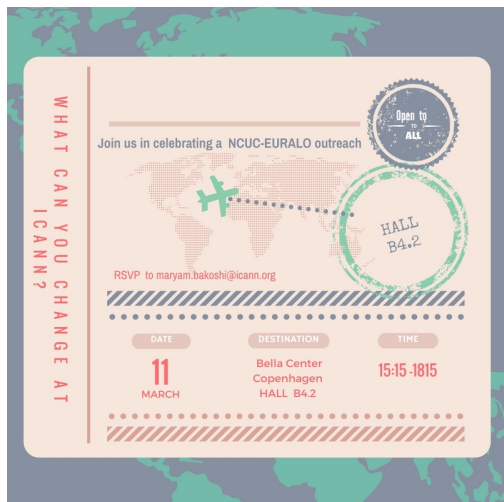 WHAT CAN YOU CHANGE AT
ICANN?
Open to
TO
ALL
Join us in celebrating a NCUC-EURALO outreach
HALL
B4.2
RSVP to maryam.bakoshi@icann.org
DATE
11
MARCH
DESTINATION
Bella Center
Copenhagen
HALL B4.2
TIME
15:15 -1815